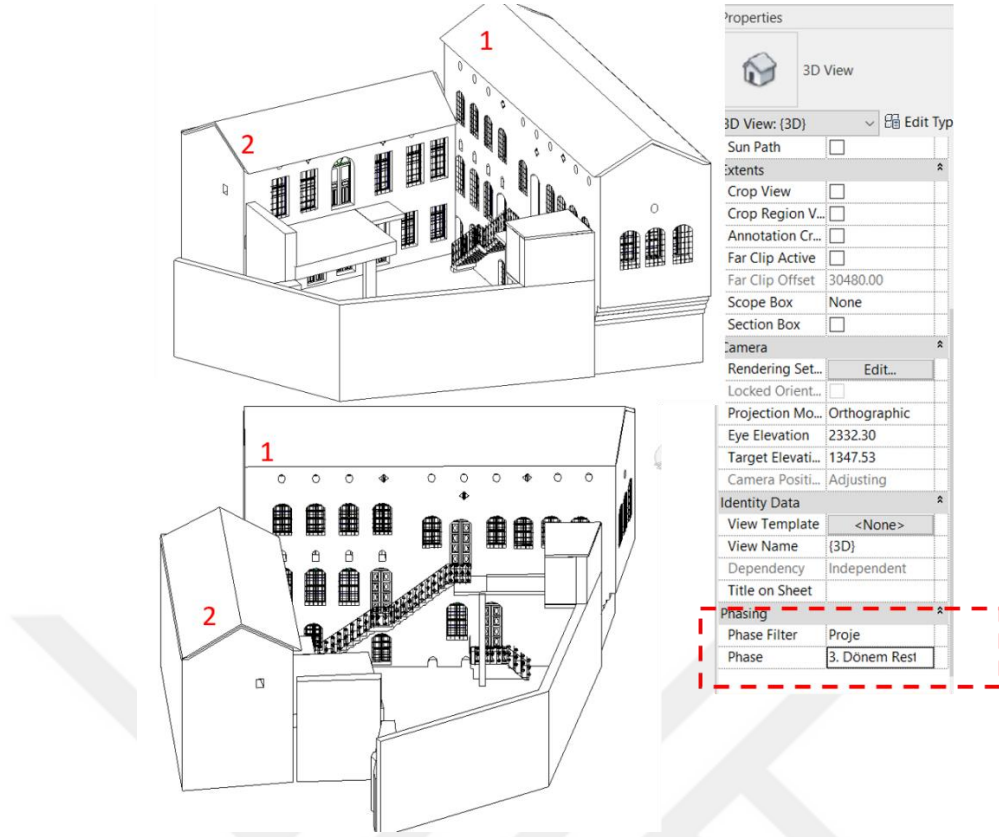 1
2
1
2
Properties
3D View
3D View: {3D}
Edit Typ
Sun Path
Extents
Crop View
Crop Region V...
Annotation Cr...
Far Clip Active
Far Clip Offset 30480.00
Scope Box None
Section Box
Camera
Rendering Set... Edit...
Locked Orient...
Projection Mo... Orthographic
Eye Elevation 2332.30
Target Elevati... 1347.53
Camera Positi... Adjusting
Identity Data
View Template <None>
View Name {3D}
Dependency Independent
Title on Sheet
Phasing
Phase Filter Proje
Phase 3. Dönem Rest